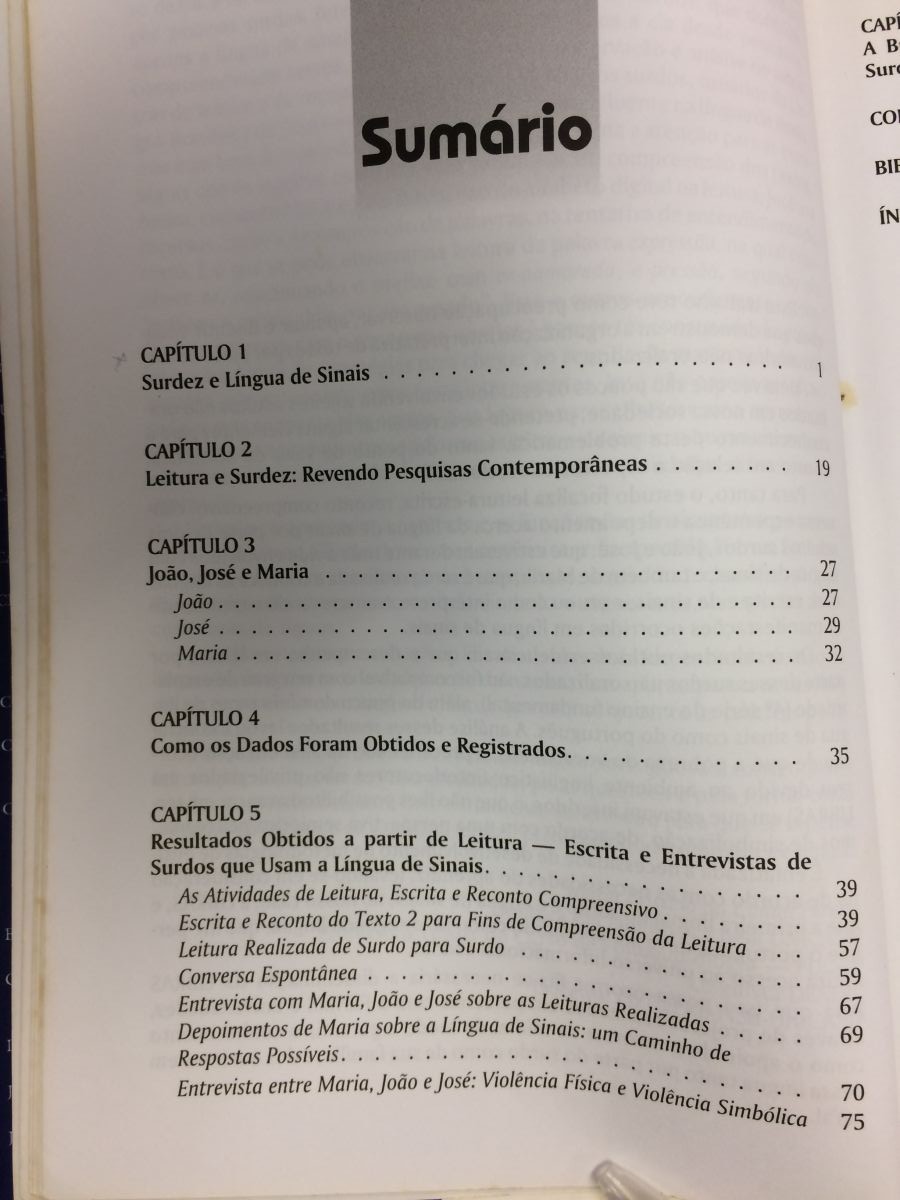 Sumário
CAPÍTULO 1
Surdez e Língua de Sinais . . . . . . . . . . . . . . . . . . . . . . . . 1
CAPÍTULO 2
Leitura e Surdez: Revendo Pesquisas Contemporâneas . . . . . . . . 19
CAPÍTULO 3
João, José e Maria . . . . . . . . . . . . . . . . . . . . . . . . . . . . 27
João . . . . . . . . . . . . . . . . . . . . . . . . . . . . . . . . . . 27
José . . . . . . . . . . . . . . . . . . . . . . . . . . . . . . . . . . 29
Maria . . . . . . . . . . . . . . . . . . . . . . . . . . . . . . . . . 32
CAPÍTULO 4
Como os Dados Foram Obtidos e Registrados. . . . . . . . . . . . . . 35
CAPÍTULO 5
Resultados Obtidos a partir de Leitura — Escrita e Entrevistas de
Surdos que Usam a Língua de Sinais. . . . . . . . . . . . . . . . . . 39
As Atividades de Leitura, Escrita e Reconto Compreensivo . . . . . . . 39
Escrita e Reconto do Texto 2 para Fins de Compreensão da Leitura . . . 57
Leitura Realizada de Surdo para Surdo . . . . . . . . . . . . . . . . 59
Conversa Espontânea . . . . . . . . . . . . . . . . . . . . . . . . . 67
Entrevista com Maria, João e José sobre as Leituras Realizadas . . . . . 69
Depoimentos de Maria sobre a Língua de Sinais: um Caminho de
Respostas Possíveis. . . . . . . . . . . . . . . . . . . . . . . . . . 70
Entrevista entre Maria, João e José: Violência Física e Violência Simbólica 75